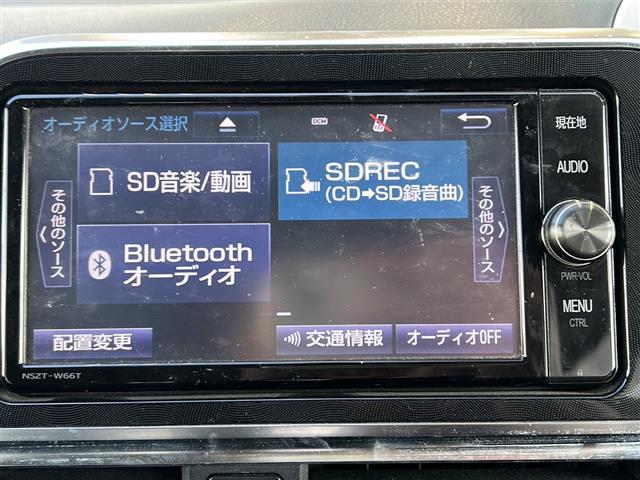 オーディオソース選択
DCM
現在地
SD音楽/動画
SDREC
(CD➡SD録音曲)
AUDIO
その他のソース
その他のソース
Bluetooth
オーディオ
PWR・VOL
MENU
CTRL
配置変更
交通情報
オーディオOFF
NSZT-W66T